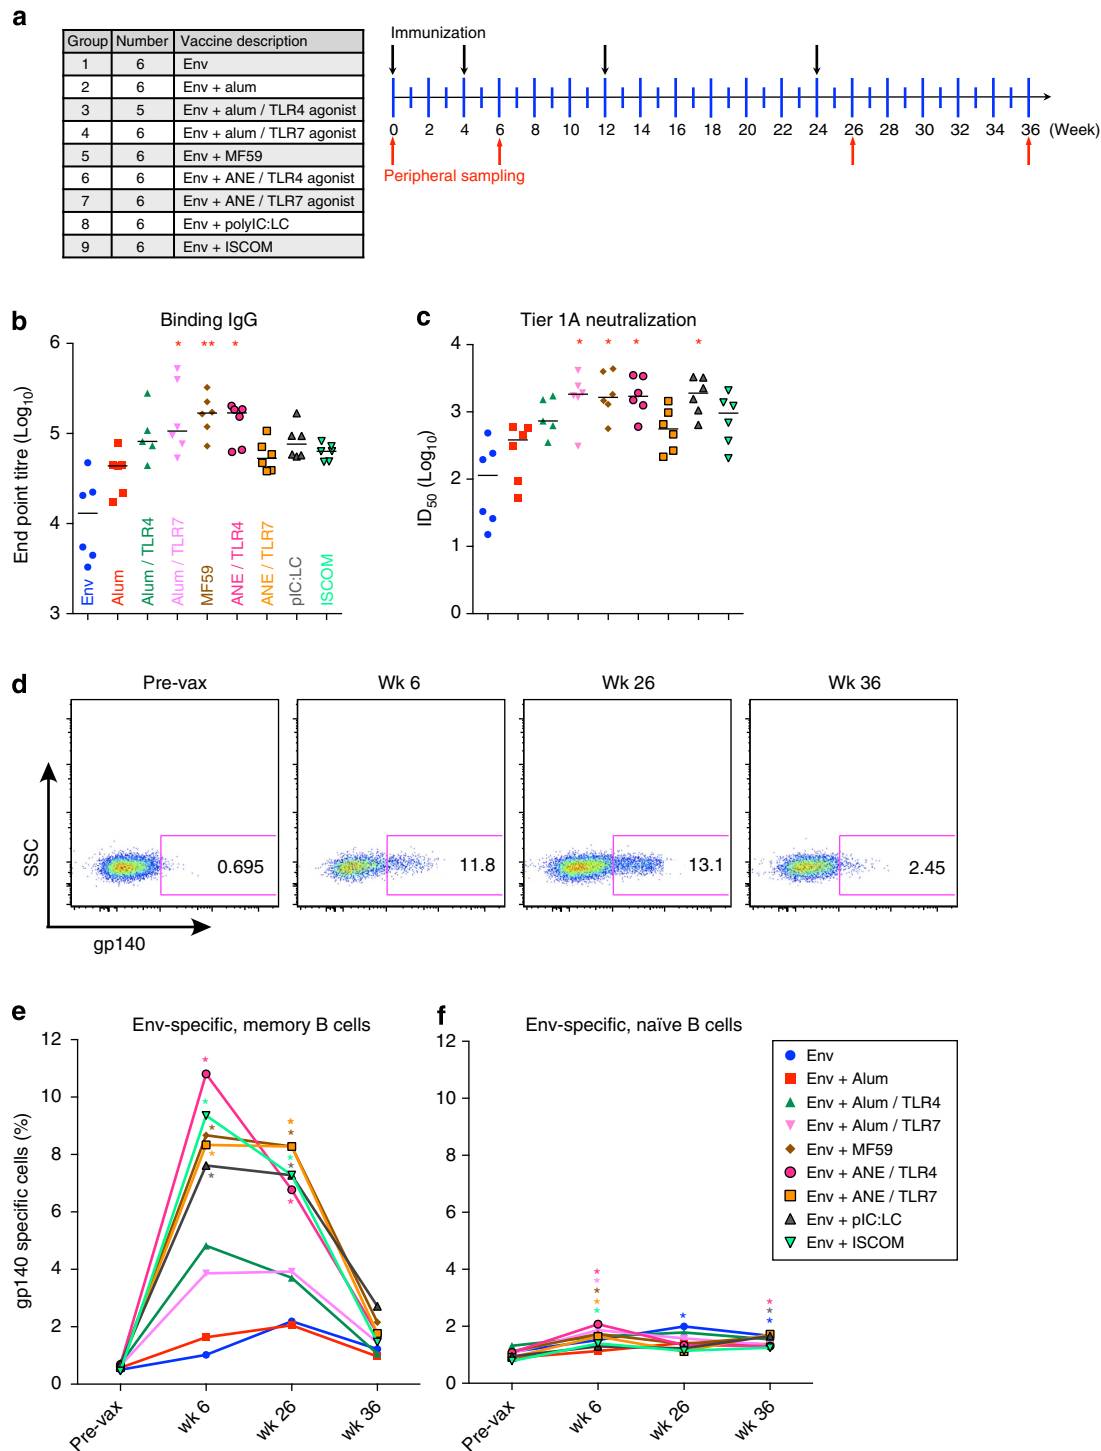 a
Group Number Vaccine description
1 6 Env
2 6 Env + alum
3 5 Env + alum / TLR4 agonist
4 6 Env + alum / TLR7 agonist
5 6 Env + MF59
6 6 Env + ANE / TLR4 agonist
7 6 Env + ANE / TLR7 agonist
8 6 Env + polyIC:LC
9 6 Env + ISCOM
Immunization
0 2 4 6 8 10 12 14 16 18 20 22 24 26 28 30 32 34 36 (Week)
Peripheral sampling
b
Binding IgG
* ** *
6
5
4
3
End point titre (Log10)
Env
Alum
Alum / TLR4
Alum / TLR7
MF59
ANE / TLR4
ANE / TLR7
pIC:LC
ISCOM
c
Tier 1A neutralization
* * * *
4
3
2
1
0
ID50 (Log10)
d
Pre-vax Wk 6 Wk 26 Wk 36
0.695 11.8 13.1 2.45
SSC
gp140
e
Env-specific, memory B cells
12
10
8
6
4
2
0
gp140 specific cells (%)
Pre-vax wk 6 wk 26 wk 36
f
Env-specific, naïve B cells
12
10
8
6
4
2
0
Pre-vax wk 6 wk 26 wk 36
Env
Env + Alum
Env + Alum / TLR4
Env + Alum / TLR7
Env + MF59
Env + ANE / TLR4
Env + ANE / TLR7
Env + pIC:LC
Env + ISCOM